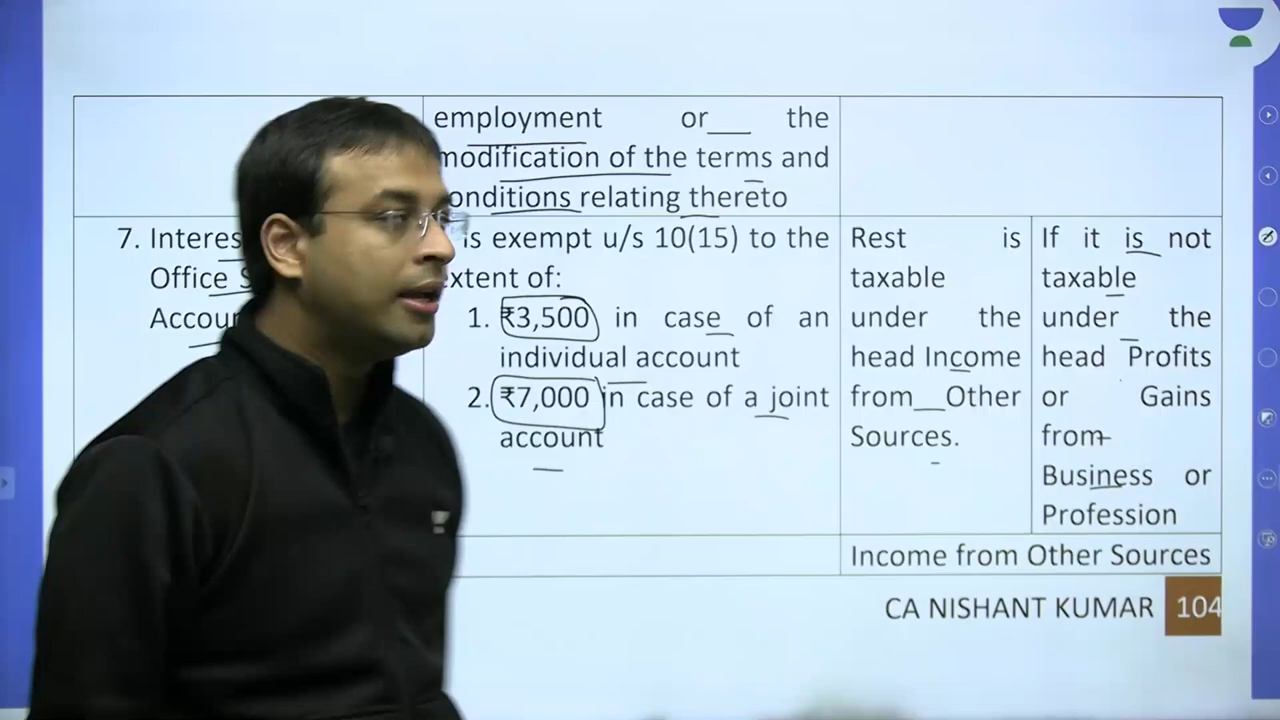 employment or the
modification of the terms and
conditions relating thereto
7. Interes
Office S
Accou
is exempt u/s 10(15) to the
extent of:
1. ₹3,500 in case of an
individual account
2. ₹7,000 in case of a joint
account
Rest is
taxable
under the
head Income
from Other
Sources.
If it is not
taxable
under the
head Profits
or Gains
from
Business or
Profession
Income from Other Sources
CA NISHANT KUMAR 104